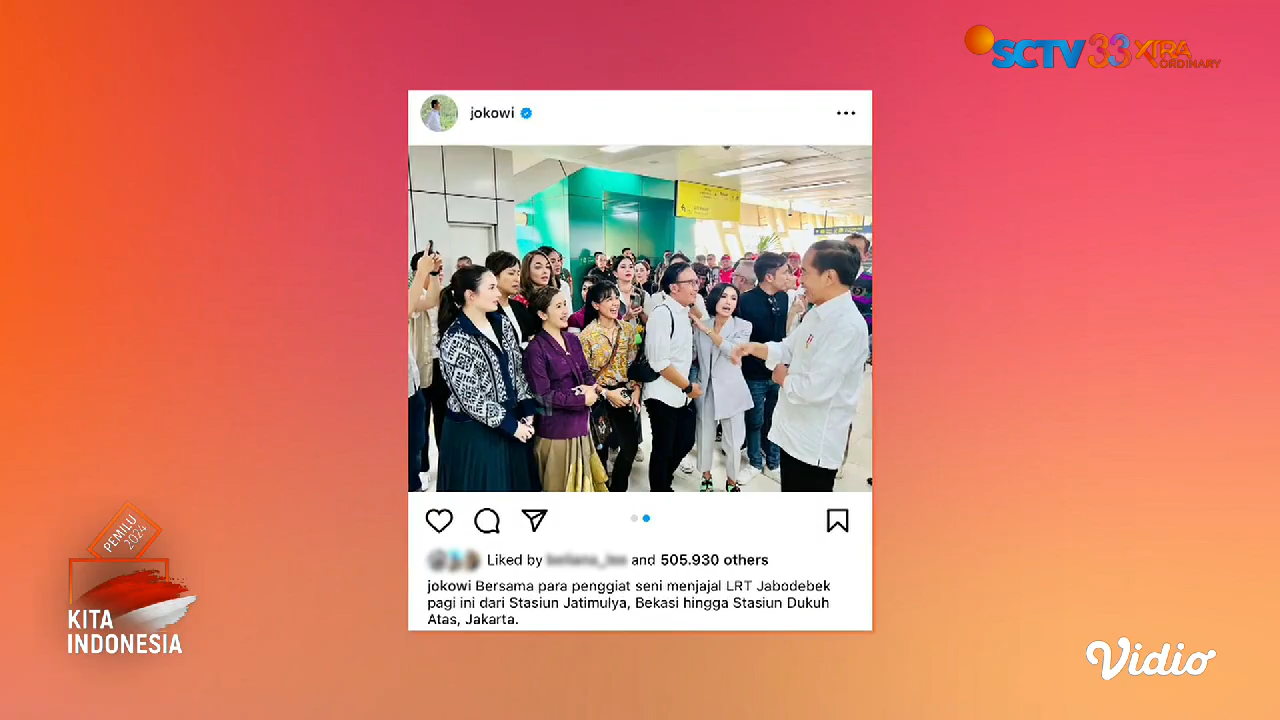 SCTV 33 XTRA ORDINARY
jokowi
Liked by and 505.930 others
jokowi Bersama para penggiat seni menjajal LRT Jabodebek
pagi ini dari Stasiun Jatimulya, Bekasi hingga Stasiun Dukuh
Atas, Jakarta.
PEMILU
2024
KITA
INDONESIA
Vidio